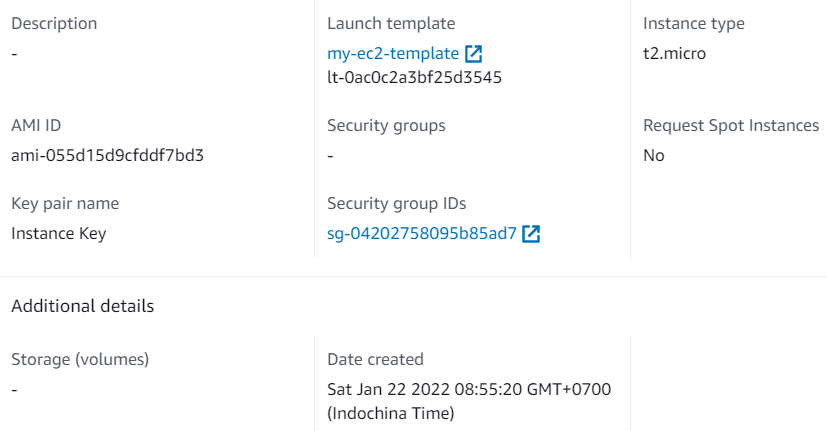 Description
-
Launch template
my-ec2-template
lt-0ac0c2a3bf25d3545
Instance type
t2.micro
AMI ID
ami-055d15d9cfddf7bd3
Security groups
-
Request Spot Instances
No
Key pair name
Instance Key
Security group IDs
sg-04202758095b85ad7
Additional details
Storage (volumes)
-
Date created
Sat Jan 22 2022 08:55:20 GMT+0700
(Indochina Time)